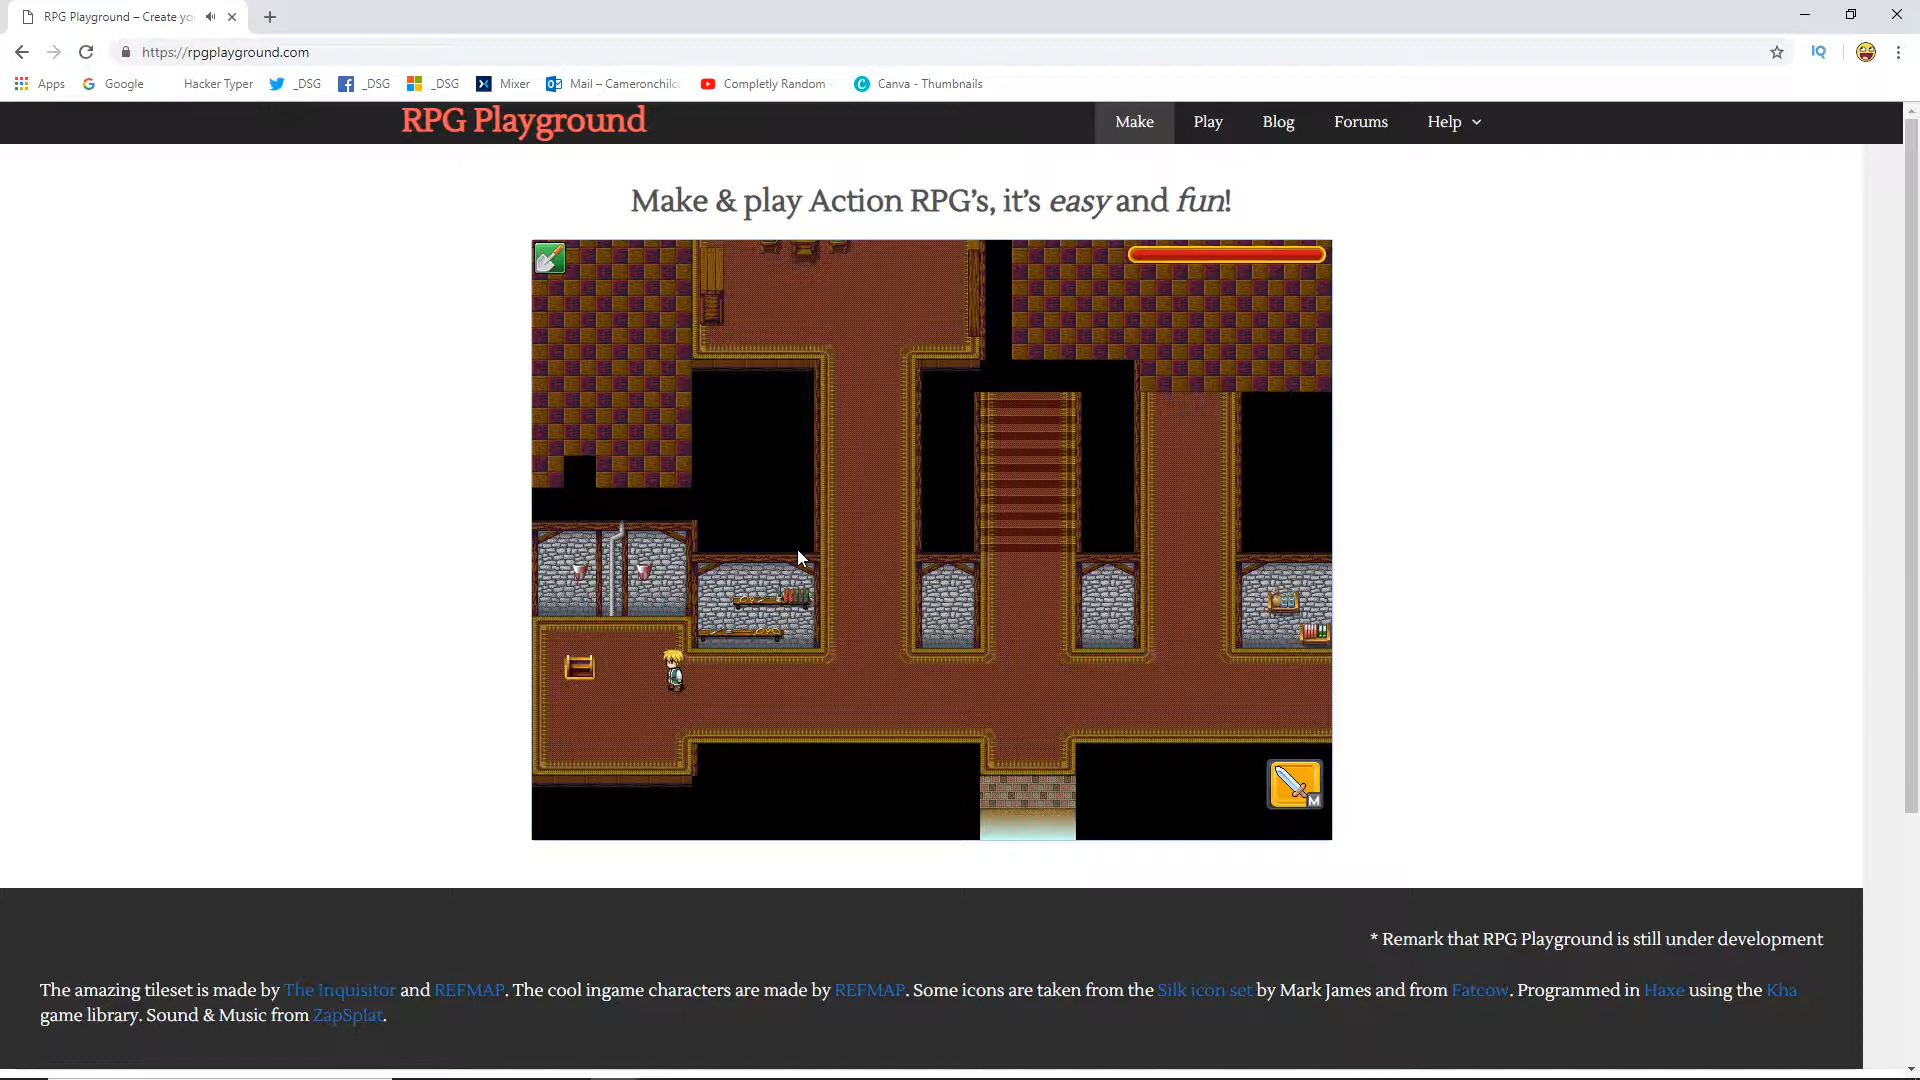 RPG Playground – Create yo
https://rpgplayground.com
IQ
Apps Google Hacker Typer _DSG _DSG _DSG Mixer Mail – Cameronchilc Completly Random - Canva - Thumbnails
RPG Playground Make Play Blog Forums Help
Make & play Action RPG's, it's easy and fun!
M
* Remark that RPG Playground is still under development
The amazing tileset is made by The Inquisitor and REFMAP. The cool ingame characters are made by REFMAP. Some icons are taken from the Silk icon set by Mark James and from Fatcow. Programmed in Haxe using the Kha
game library. Sound & Music from ZapSplat.